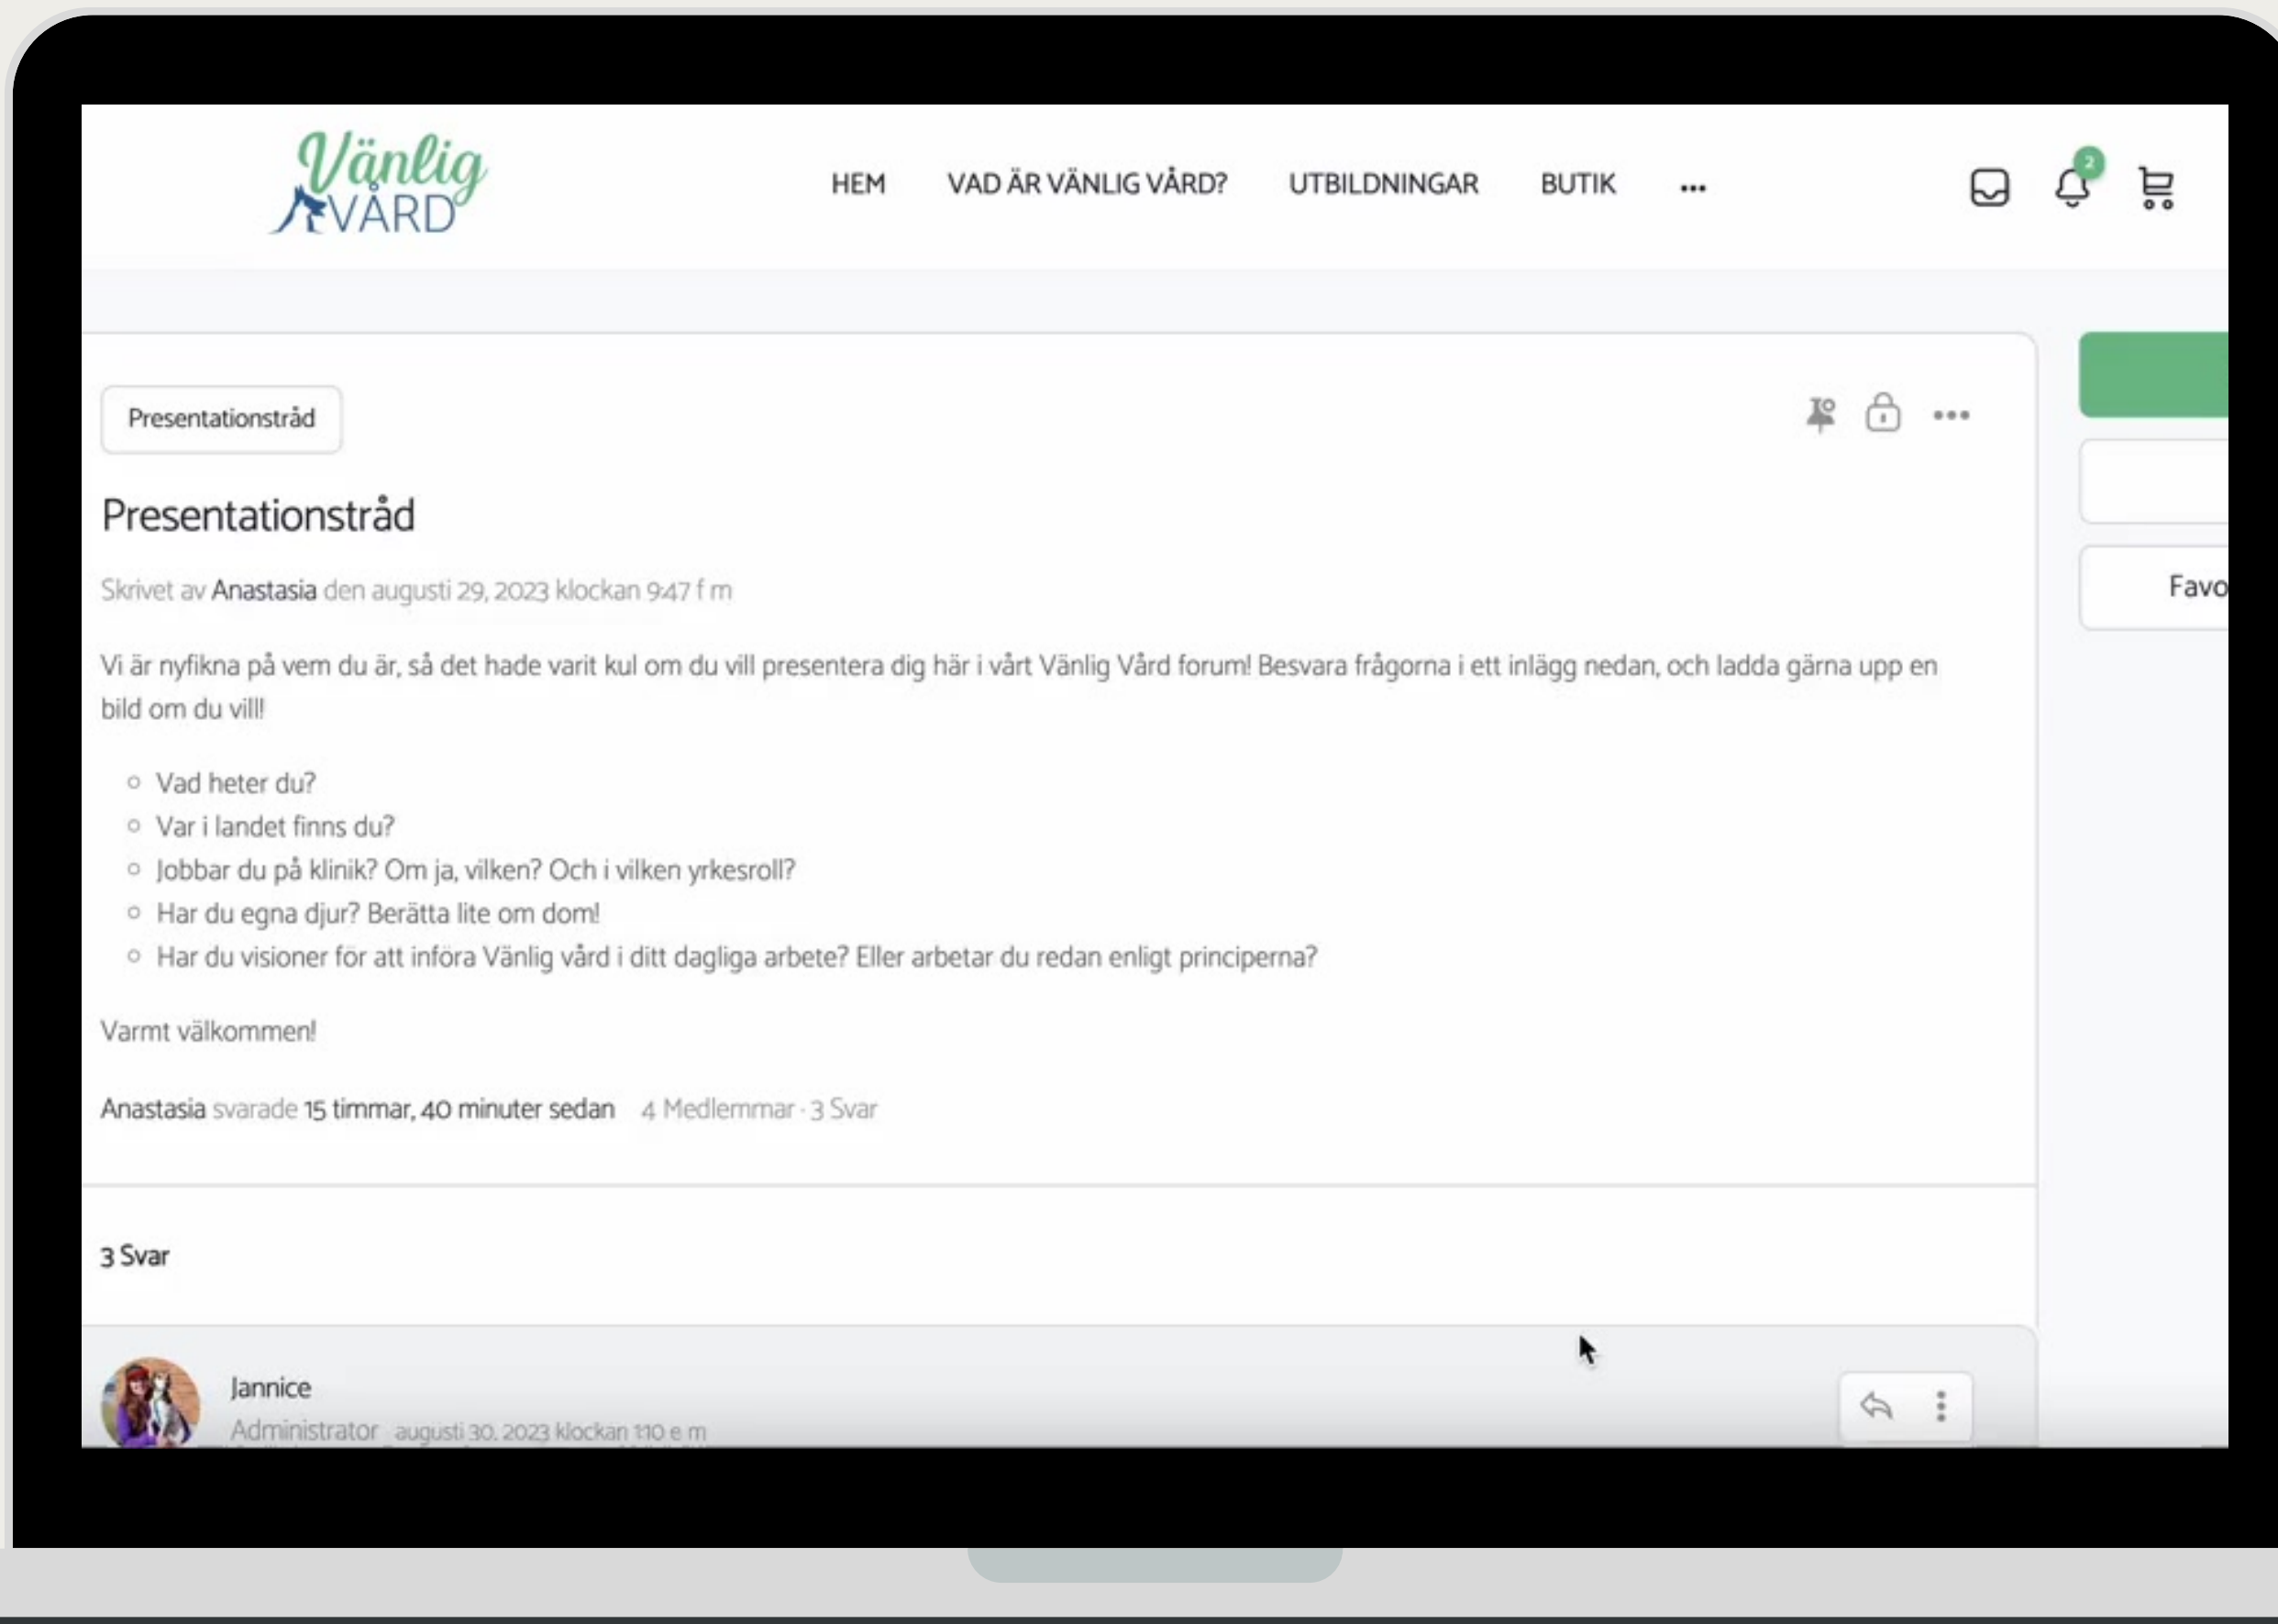 Vänlig
VÅRD
HEM VAD ÄR VÄNLIG VÅRD? UTBILDNINGAR BUTIK ...
2
Presentationstråd
Presentationstråd
Skrivet av Anastasia den augusti 29, 2023 klockan 9:47 f m
Favo
Vi är nyfikna på vem du är, så det hade varit kul om du vill presentera dig här i vårt Vänlig Vård forum! Besvara frågorna i ett inlägg nedan, och ladda gärna upp en
bild om du vill!
Vad heter du?
Var i landet finns du?
Jobbar du på klinik? Om ja, vilken? Och i vilken yrkesroll?
Har du egna djur? Berätta lite om dom!
Har du visioner för att införa Vänlig vård i ditt dagliga arbete? Eller arbetar du redan enligt principerna?
Varmt välkommen!
Anastasia svarade 15 timmar, 40 minuter sedan 4 Medlemmar · 3 Svar
3 Svar
Jannice
Administrator augusti 30, 2023 klockan 1:10 e m